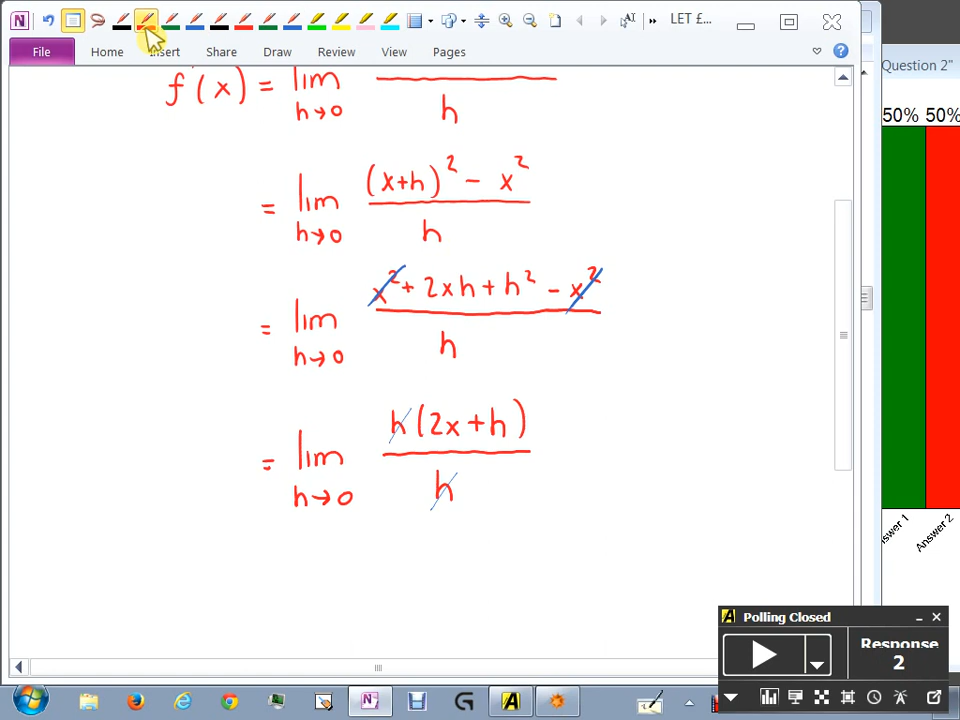 LET £...
File Home Insert Share Draw Review View Pages
Question 2"
50% 50%
f'(x) = lim h→0 h
= lim h→0 (x+h)² - x² / h
= lim h→0 x² + 2xh + h² - x² / h
= lim h→0 h(2x+h) / h
Answer 1
Answer 2
Polling Closed
Response
2